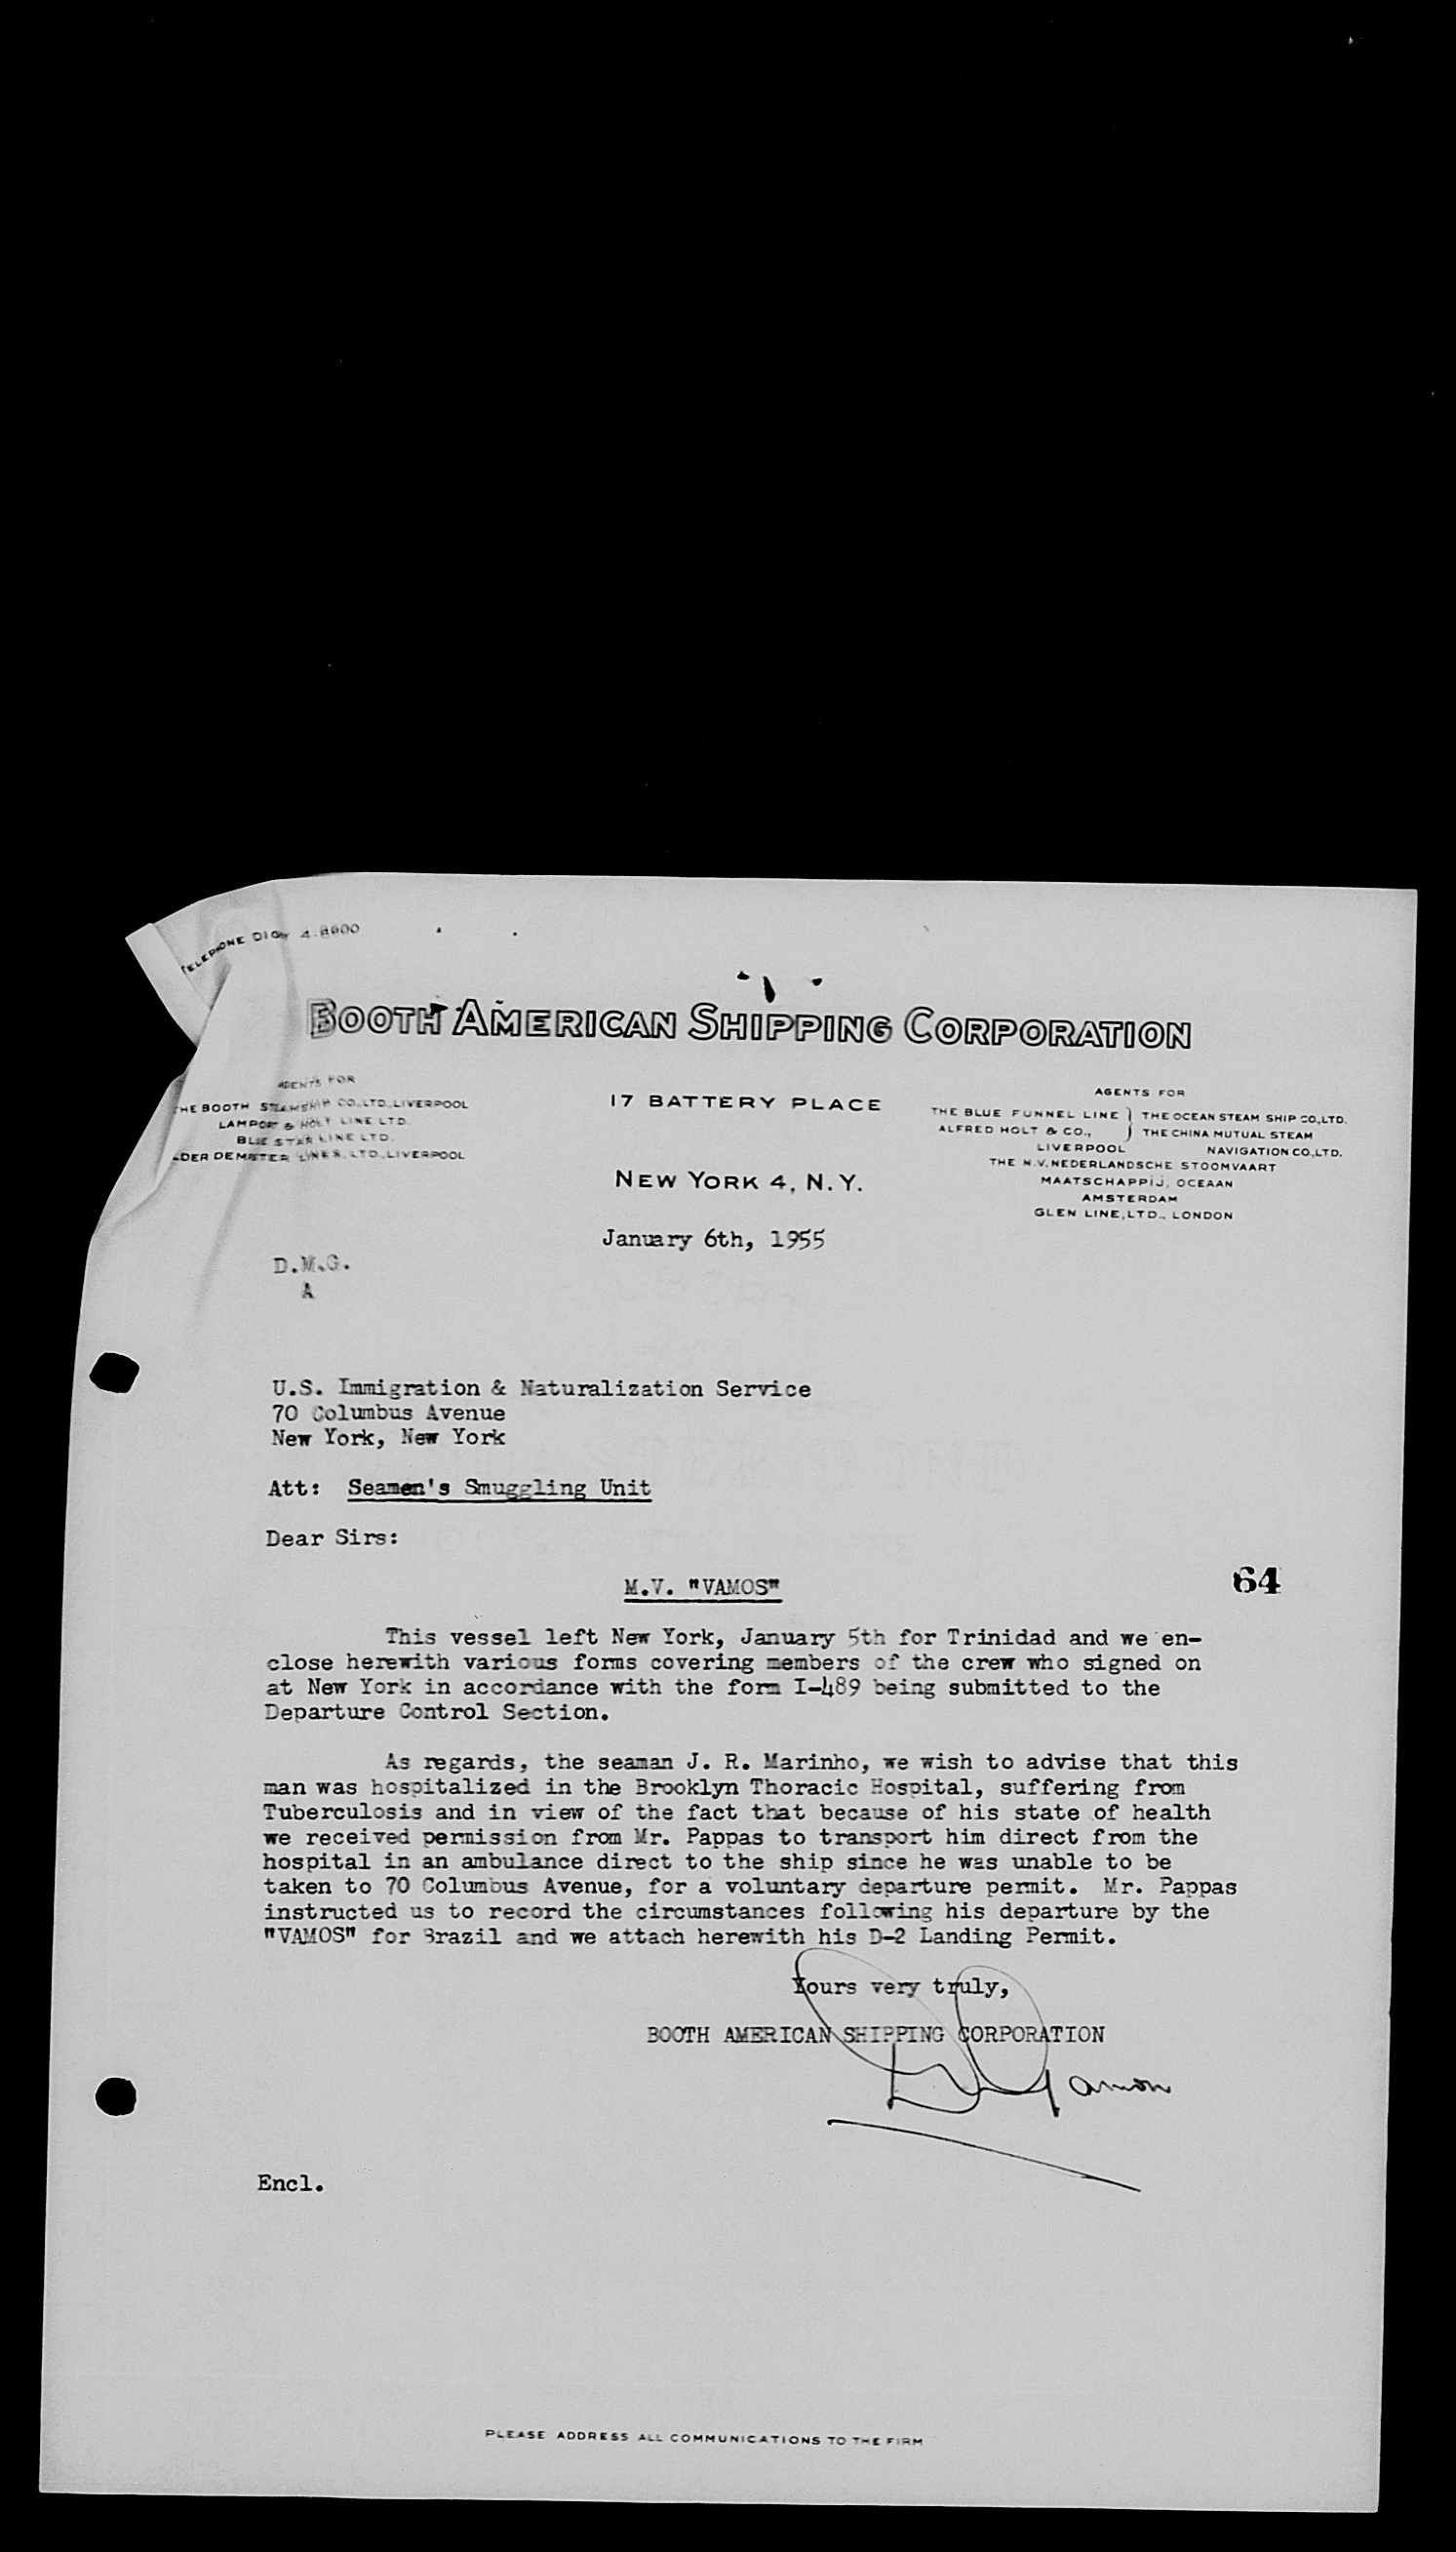 TELEPHONE DIGBY 4-8600
BOOTH AMERICAN SHIPPING CORPORATION
AGENTS FOR
THE BOOTH STEAMSHIP CO.,LTD.,LIVERPOOL
LAMPORT & HOLT LINE LTD.
BLUE STAR LINE LTD.
LDER DEMPSTER LINES, LTD., LIVERPOOL
17 BATTERY PLACE
NEW YORK 4, N.Y.
AGENTS FOR
THE BLUE FUNNEL LINE } THE OCEAN STEAM SHIP CO.,LTD.
ALFRED HOLT & CO., } THE CHINA MUTUAL STEAM
LIVERPOOL NAVIGATION CO.,LTD.
THE N.V. NEDERLANDSCHE STOOMVAART
MAATSCHAPPIJ, OCEAAN
AMSTERDAM
GLEN LINE,LTD., LONDON
January 6th, 1955
D.M.G.
A
U.S. Immigration & Naturalization Service
70 Columbus Avenue
New York, New York
Att: Seamen's Smuggling Unit
Dear Sirs:
M.V. "VAMOS"
64
This vessel left New York, January 5th for Trinidad and we en-
close herewith various forms covering members of the crew who signed on
at New York in accordance with the form I-489 being submitted to the
Departure Control Section.
As regards, the seaman J. R. Marinho, we wish to advise that this
man was hospitalized in the Brooklyn Thoracic Hospital, suffering from
Tuberculosis and in view of the fact that because of his state of health
we received permission from Mr. Pappas to transport him direct from the
hospital in an ambulance direct to the ship since he was unable to be
taken to 70 Columbus Avenue, for a voluntary departure permit. Mr. Pappas
instructed us to record the circumstances following his departure by the
"VAMOS" for Brazil and we attach herewith his D-2 Landing Permit.
Yours very truly,
BOOTH AMERICAN SHIPPING CORPORATION
Encl.
PLEASE ADDRESS ALL COMMUNICATIONS TO THE FIRM